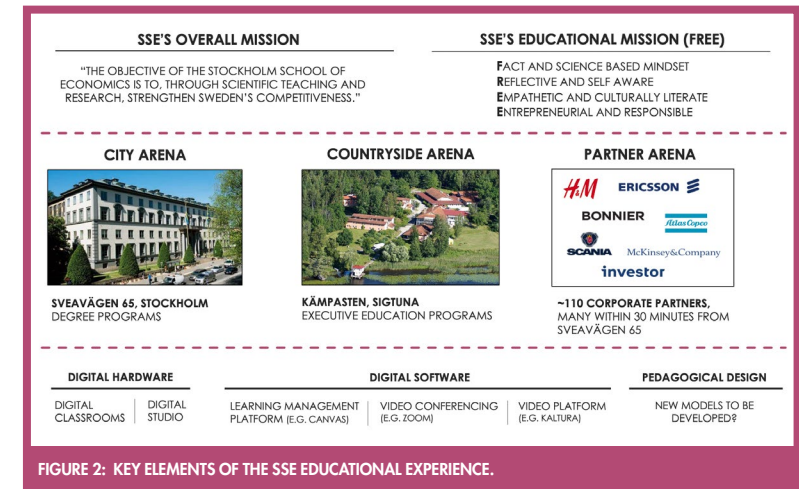 SSE'S OVERALL MISSION
"THE OBJECTIVE OF THE STOCKHOLM SCHOOL OF
ECONOMICS IS TO, THROUGH SCIENTIFIC TEACHING AND
RESEARCH, STRENGTHEN SWEDEN'S COMPETITIVENESS."
SSE'S EDUCATIONAL MISSION (FREE)
FACT AND SCIENCE BASED MINDSET
REFLECTIVE AND SELF AWARE
EMPATHETIC AND CULTURALLY LITERATE
ENTREPRENEURIAL AND RESPONSIBLE
CITY ARENA
SVEAVÄGEN 65, STOCKHOLM
DEGREE PROGRAMS
COUNTRYSIDE ARENA
KÄMPASTEN, SIGTUNA
EXECUTIVE EDUCATION PROGRAMS
PARTNER ARENA
H&M
ERICSSON
BONNIER
Atlas Copco
SCANIA
McKinsey&Company
investor
~110 CORPORATE PARTNERS,
MANY WITHIN 30 MINUTES FROM
SVEAVÄGEN 65
DIGITAL HARDWARE
DIGITAL
CLASSROOMS
DIGITAL
STUDIO
DIGITAL SOFTWARE
LEARNING MANAGEMENT
PLATFORM (E.G. CANVAS)
VIDEO CONFERENCING
(E.G. ZOOM)
VIDEO PLATFORM
(E.G. KALTURA)
PEDAGOGICAL DESIGN
NEW MODELS TO BE
DEVELOPED?
FIGURE 2: KEY ELEMENTS OF THE SSE EDUCATIONAL EXPERIENCE.